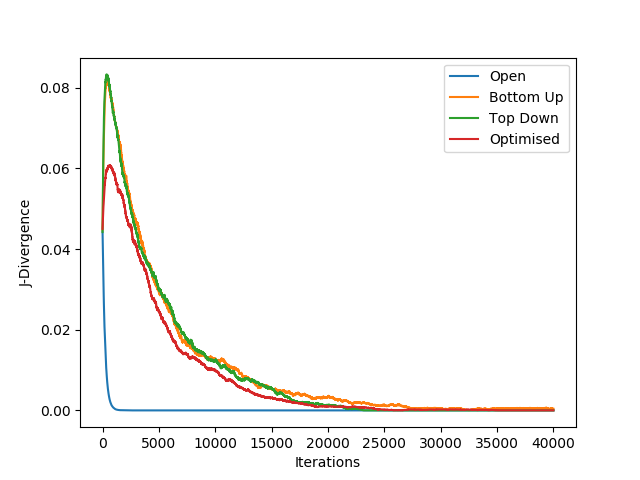 Open
Bottom Up
Top Down
Optimised
0.08
0.06
0.04
0.02
0.00
J-Divergence
0 5000 10000 15000 20000 25000 30000 35000 40000
Iterations